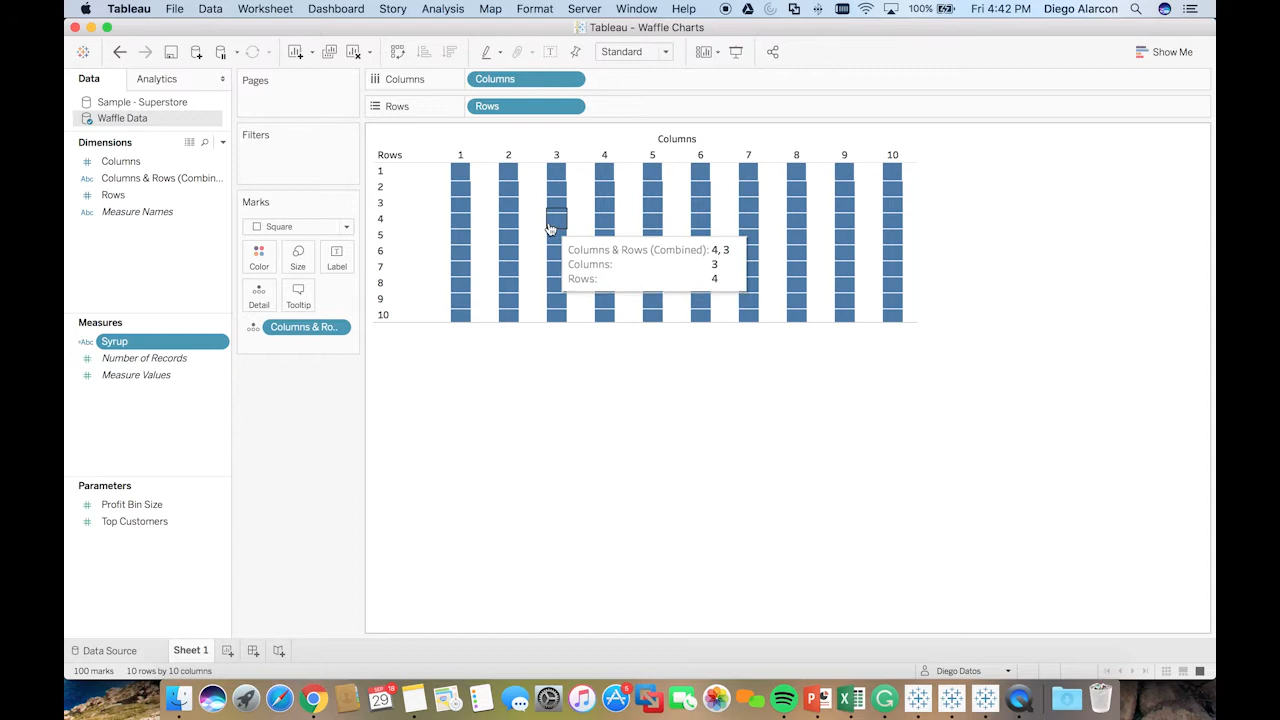 Tableau File Data Worksheet Dashboard Story Analysis Map Format Server Window Help 100% Fri 4:42 PM Diego Alarcon
Tableau - Waffle Charts
Standard Show Me
Data Analytics Pages Columns Columns
Sample - Superstore Rows Rows
Waffle Data
Filters
Dimensions Columns
Rows 1 2 3 4 5 6 7 8 9 10
Columns
Columns & Rows (Combin...
Rows
Measure Names
Marks
Square
Color Size Label
Detail Tooltip
Columns & Ro..
1
2
3
4
5
6
7
8
9
10
Columns & Rows (Combined): 4, 3
Columns: 3
Rows: 4
Measures
Abc Syrup
Number of Records
Measure Values
Parameters
Profit Bin Size
Top Customers
Data Source Sheet 1
100 marks 10 rows by 10 columns Diego Datos